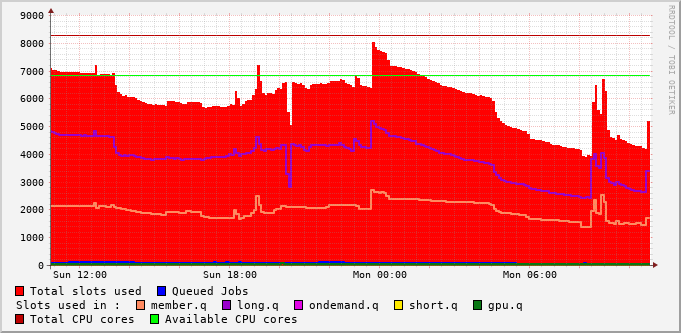 9000
8000
7000
6000
5000
4000
3000
2000
1000
0
Sun 12:00 Sun 18:00 Mon 00:00 Mon 06:00
Total slots used Queued Jobs
Slots used in : member.q long.q ondemand.q short.q gpu.q
Total CPU cores Available CPU cores
RRDTOOL / TOBI OETIKER